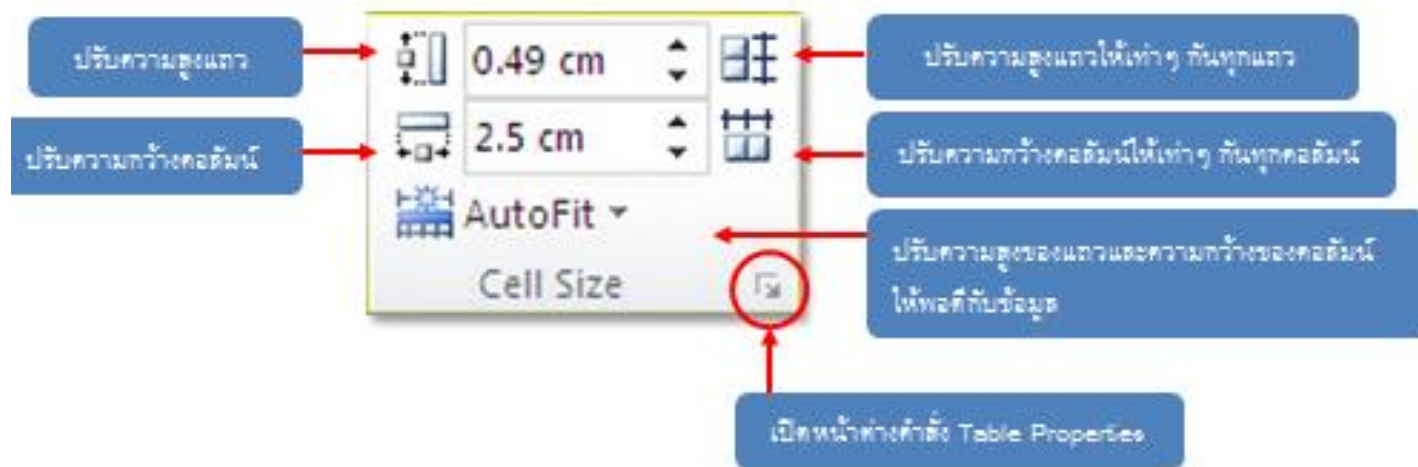 ปรับความสูงแถว
0.49 cm
ปรับความสูงแถวให้เท่าๆ กันทุกแถว
ปรับความกว้างคอลัมน์
2.5 cm
ปรับความกว้างคอลัมน์ให้เท่าๆ กันทุกคอลัมน์
AutoFit
ปรับความสูงของแถวและความกว้างของคอลัมน์
ให้พอดีกับข้อมูล
Cell Size
เปิดหน้าต่างคำสั่ง Table Properties